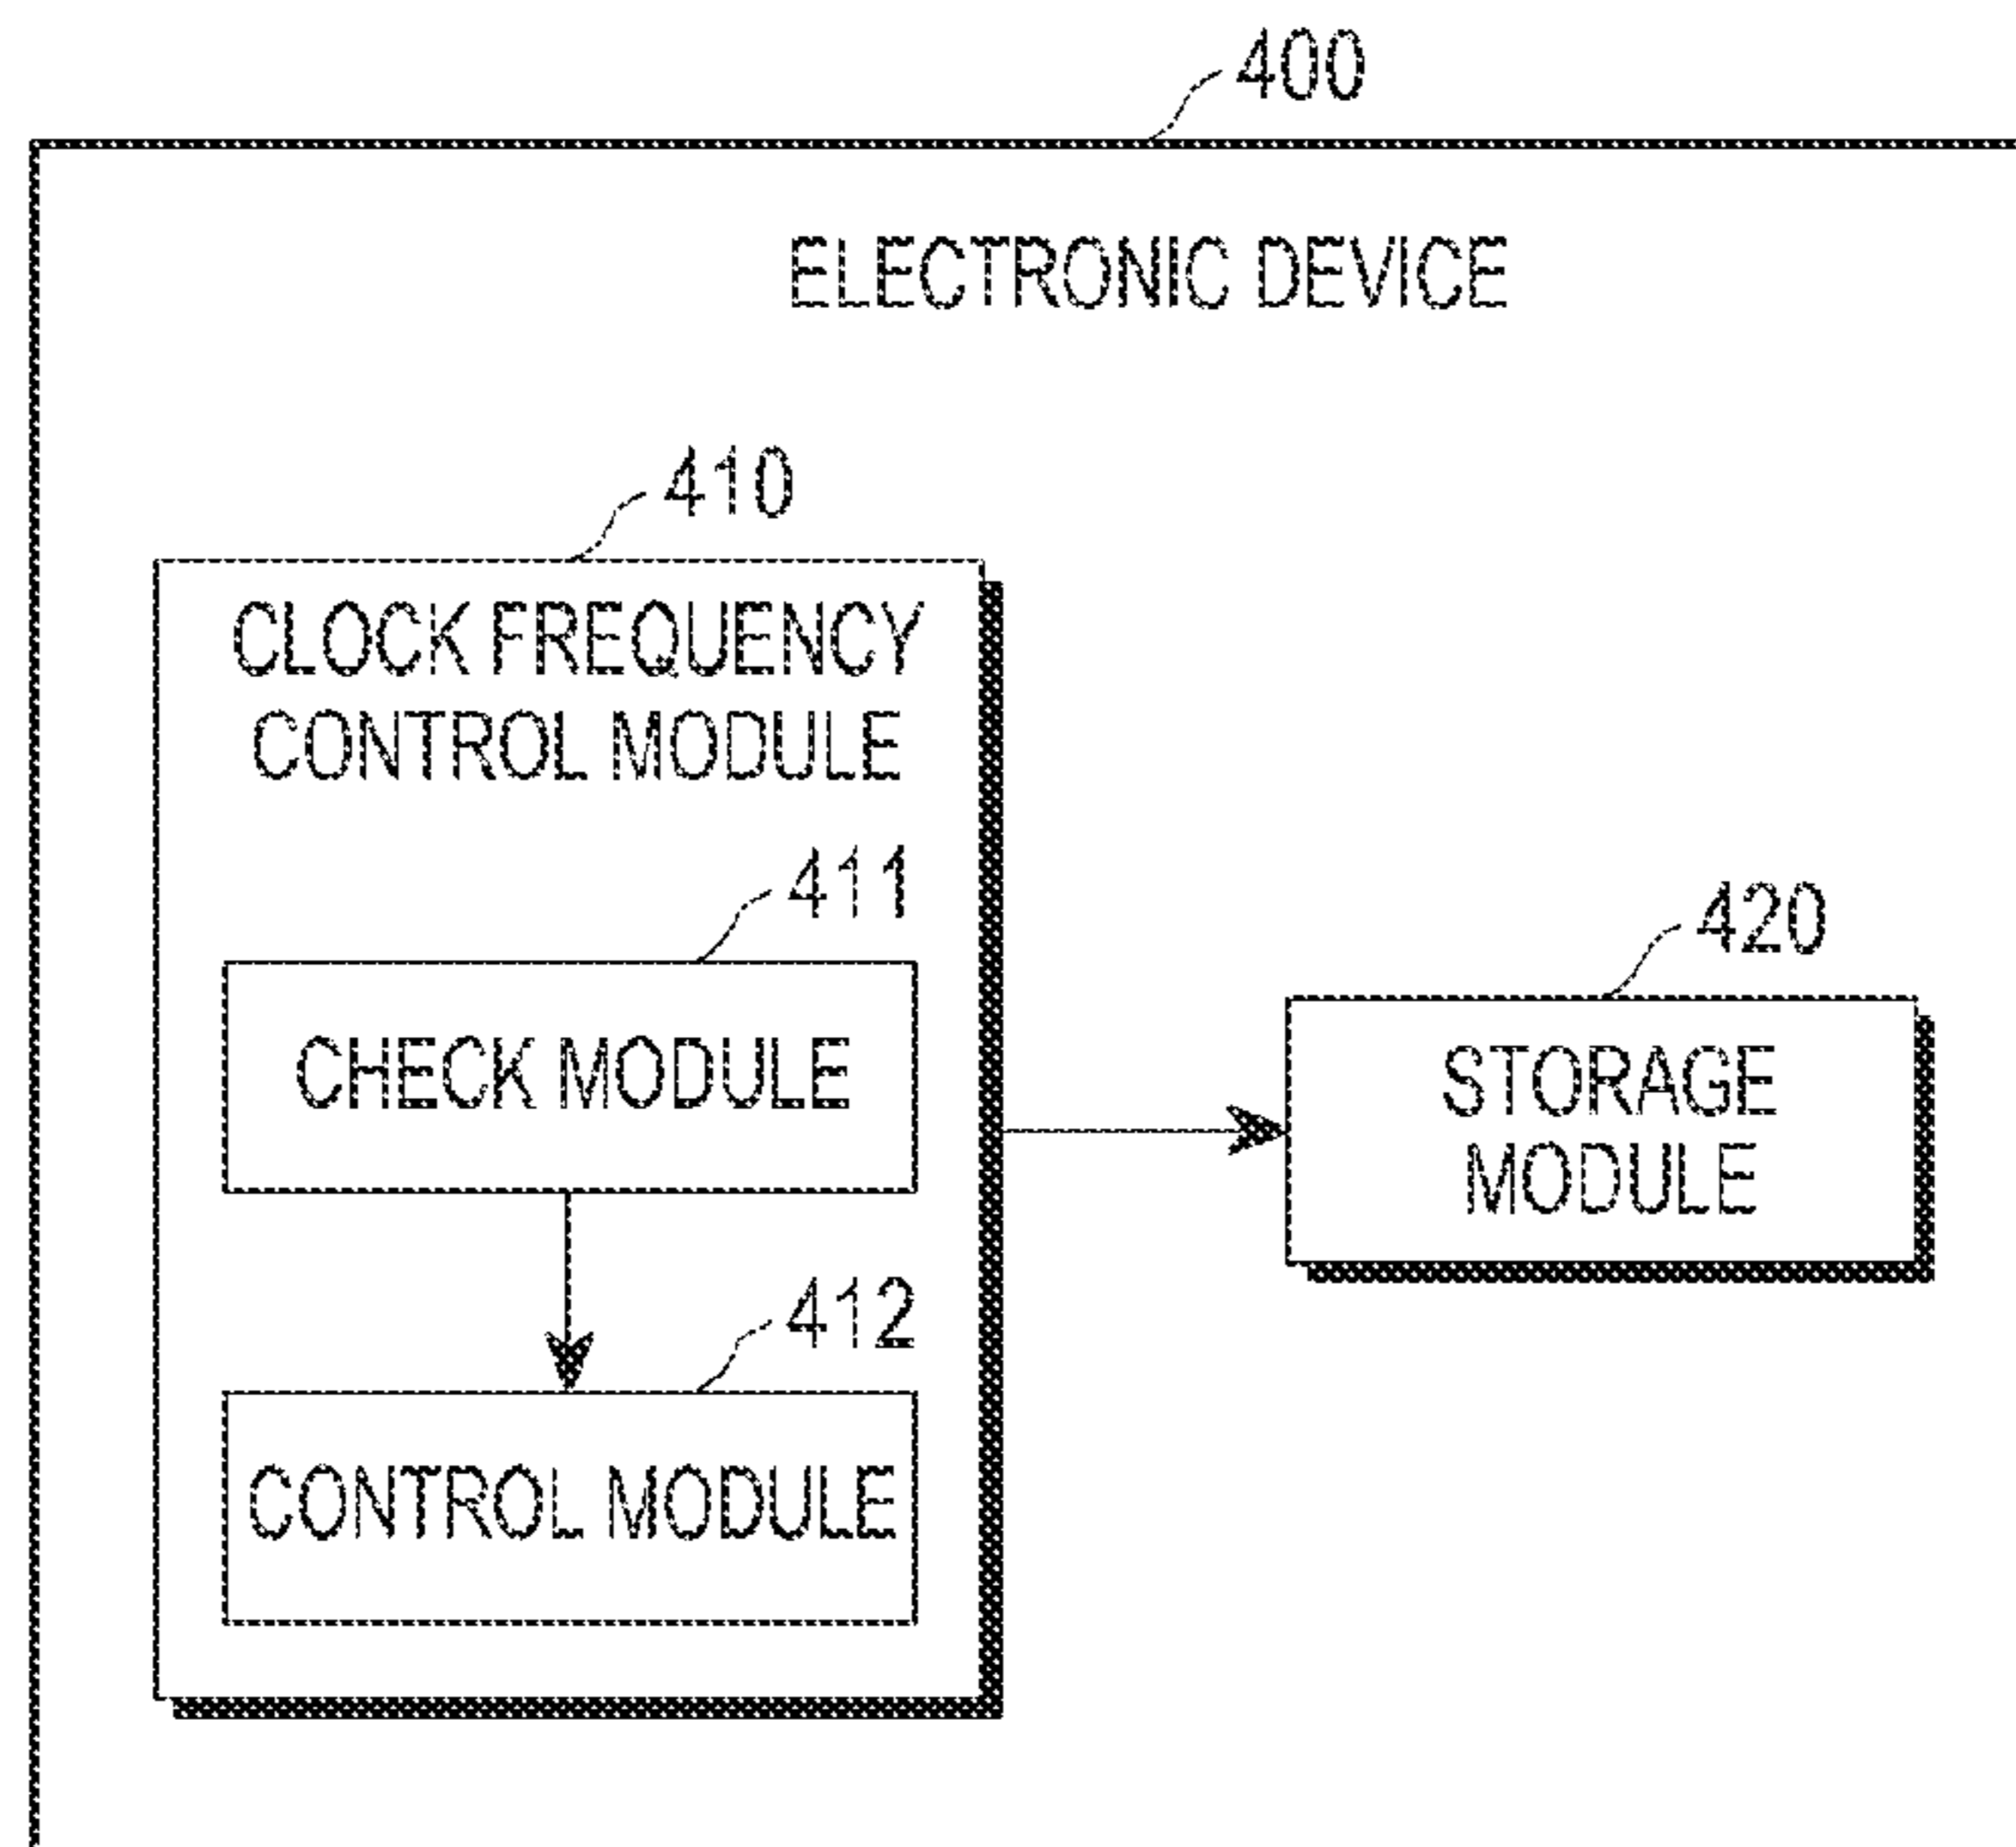 400
ELECTRONIC DEVICE
410
CLOCK FREQUENCY
CONTROL MODULE
411
CHECK MODULE
420
STORAGE
MODULE
412
CONTROL MODULE